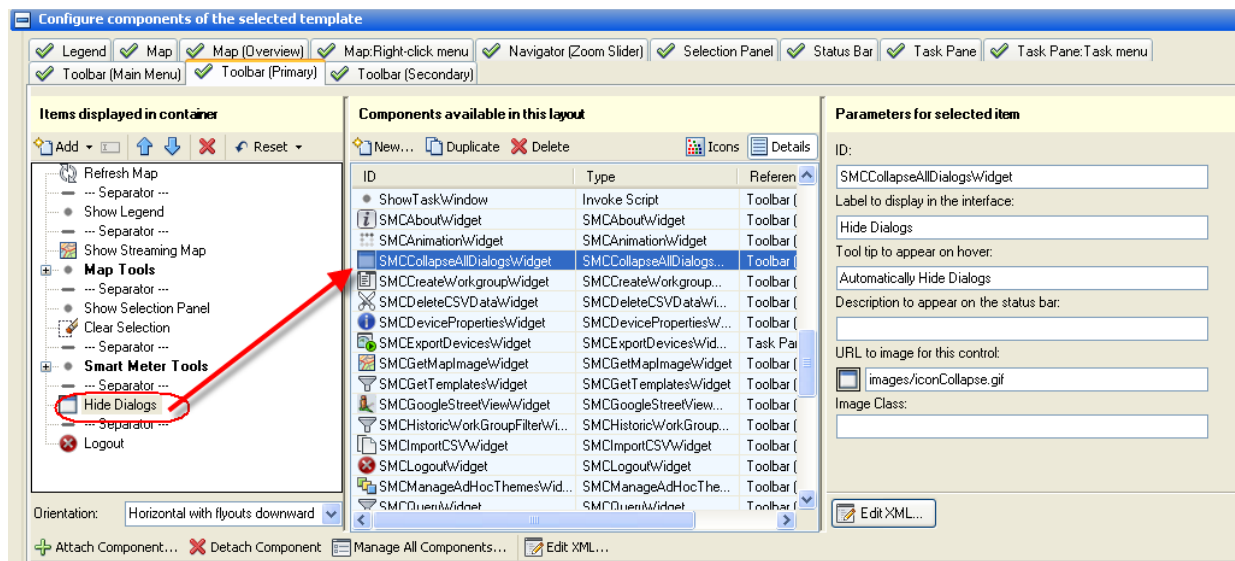 Configure components of the selected template
Legend Map Map (Overview) Map:Right-click menu Navigator (Zoom Slider) Selection Panel Status Bar Task Pane Task Pane:Task menu
Toolbar (Main Menu) Toolbar (Primary) Toolbar (Secondary)
Items displayed in container
Add Reset
Refresh Map
--- Separator ---
Show Legend
--- Separator ---
Show Streaming Map
Map Tools
--- Separator ---
Show Selection Panel
Clear Selection
--- Separator ---
Smart Meter Tools
--- Separator ---
Hide Dialogs
--- Separator ---
Logout
Orientation: Horizontal with flyouts downward
Components available in this layout
New... Duplicate Delete Icons Details
ID Type Referen
ShowTaskWindow Invoke Script Toolbar (
SMCAboutWidget SMCAboutWidget Toolbar (
SMCAnimationWidget SMCAnimationWidget Toolbar (
SMCCollapseAllDialogsWidget SMCCollapseAllDialogs... Toolbar (
SMCCreateWorkgroupWidget SMCCreateWorkgroup... Toolbar (
SMCDeleteCSVDataWidget SMCDeleteCSVDataWi... Toolbar (
SMCDevicePropertiesWidget SMCDevicePropertiesW... Toolbar (
SMCExportDevicesWidget SMCExportDevicesWid... Task Pa
SMCGetMapImageWidget SMCGetMapImageWidget Toolbar (
SMCGetTemplatesWidget SMCGetTemplatesWidget Toolbar (
SMCGoogleStreetViewWidget SMCGoogleStreetView... Toolbar (
SMCHistoricWorkGroupFilterWi... SMCHistoricWorkGroup... Toolbar (
SMCImportCSVWidget SMCImportCSVWidget Toolbar (
SMCLogoutWidget SMCLogoutWidget Toolbar (
SMCManageAdHocThemesWid... SMCManageAdHocThe... Toolbar (
SMCQueryWidget SMCQueryWidget Toolbar (
Parameters for selected item
ID:
SMCCollapseAllDialogsWidget
Label to display in the interface:
Hide Dialogs
Tool tip to appear on hover:
Automatically Hide Dialogs
Description to appear on the status bar:
URL to image for this control:
images/iconCollapse.gif
Image Class:
Edit XML...
Attach Component... Detach Component Manage All Components... Edit XML...